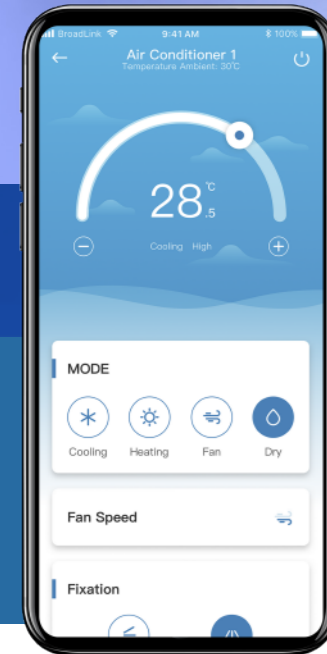 BroadLink 9:41 AM 100%
Air Conditioner 1
Temperature Ambient: 30℃
28.5℃
Cooling High
MODE
Cooling Heating Fan Dry
Fan Speed
Fixation